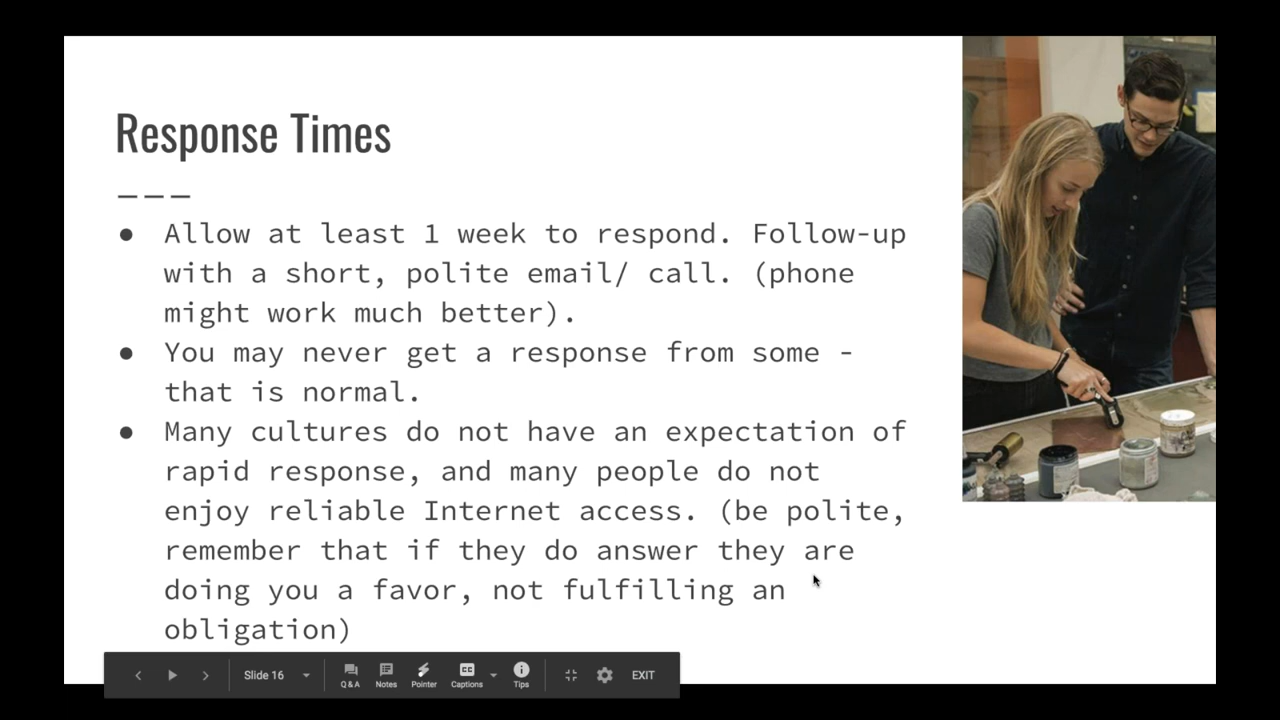 Response Times
● Allow at least 1 week to respond. Follow-up
with a short, polite email/ call. (phone
might work much better).
● You may never get a response from some -
that is normal.
● Many cultures do not have an expectation of
rapid response, and many people do not
enjoy reliable Internet access. (be polite,
remember that if they do answer they are
doing you a favor, not fulfilling an
obligation)
Slide 16 Q&A Notes Pointer CC Captions Tips EXIT